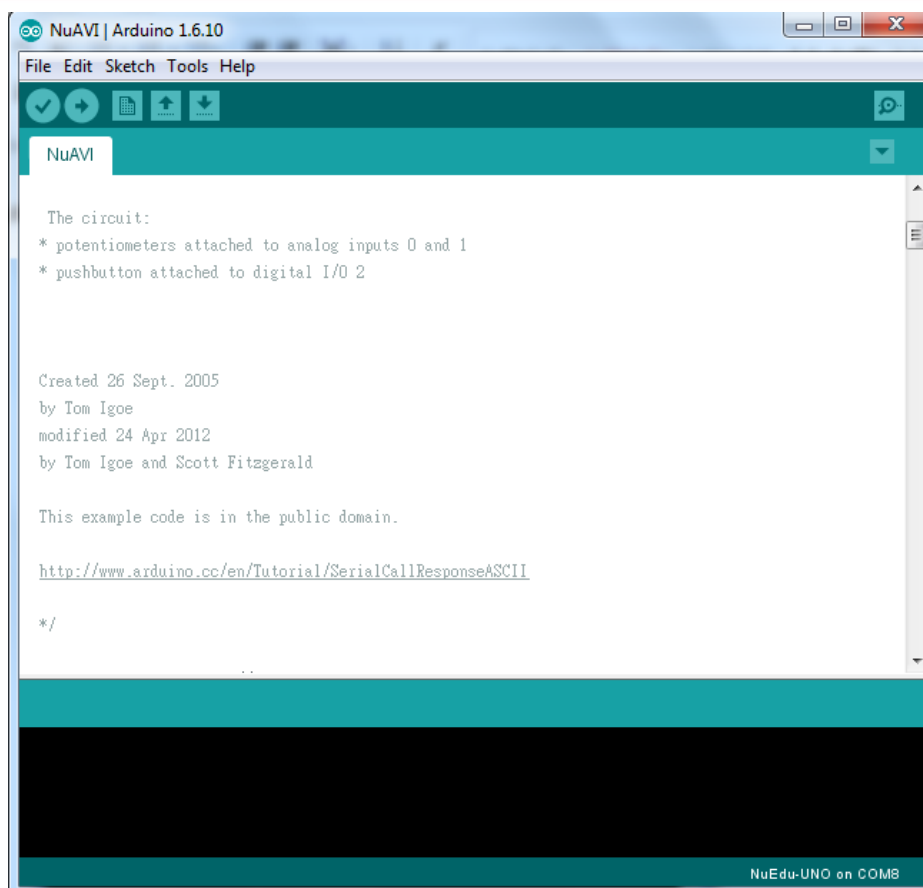 NuAVI | Arduino 1.6.10
File Edit Sketch Tools Help
NuAVI
The circuit:
* potentiometers attached to analog inputs 0 and 1
* pushbutton attached to digital I/O 2
Created 26 Sept. 2005
by Tom Igoe
modified 24 Apr 2012
by Tom Igoe and Scott Fitzgerald
This example code is in the public domain.
http://www.arduino.cc/en/Tutorial/SerialCallResponseASCII
*/
NuEdu-UNO on COM8